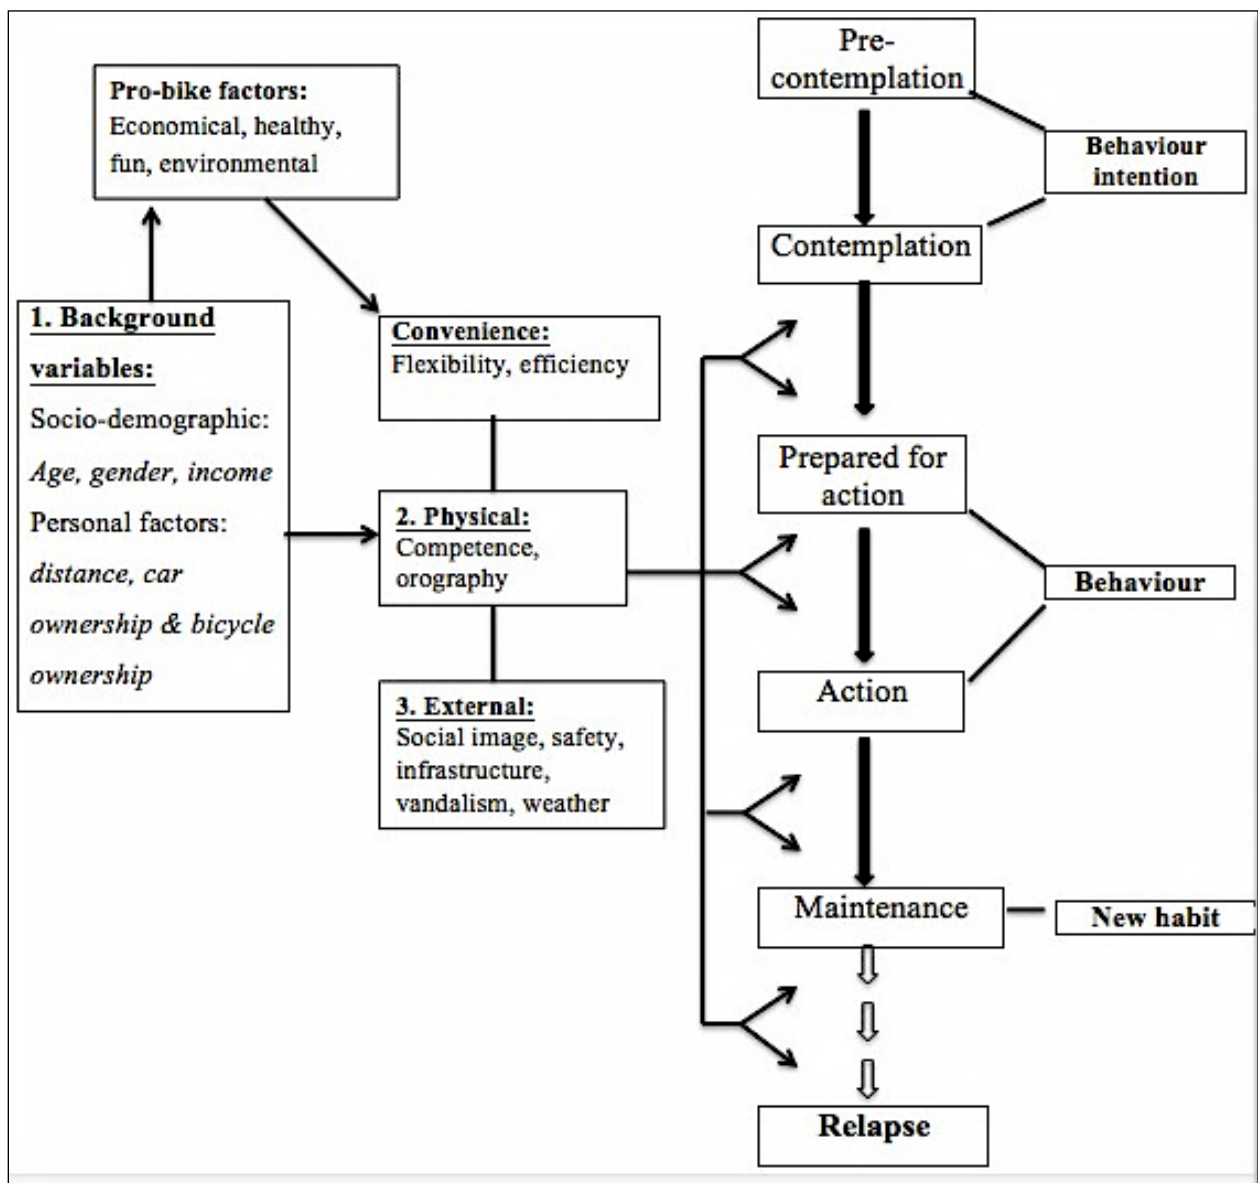 Pro-bike factors:
Economical, healthy,
fun, environmental
1. Background
variables:
Socio-demographic:
Age, gender, income
Personal factors:
distance, car
ownership & bicycle
ownership
Convenience:
Flexibility, efficiency
2. Physical:
Competence,
orography
3. External:
Social image, safety,
infrastructure,
vandalism, weather
Pre-
contemplation
Behaviour
intention
Contemplation
Prepared for
action
Behaviour
Action
Maintenance
New habit
Relapse